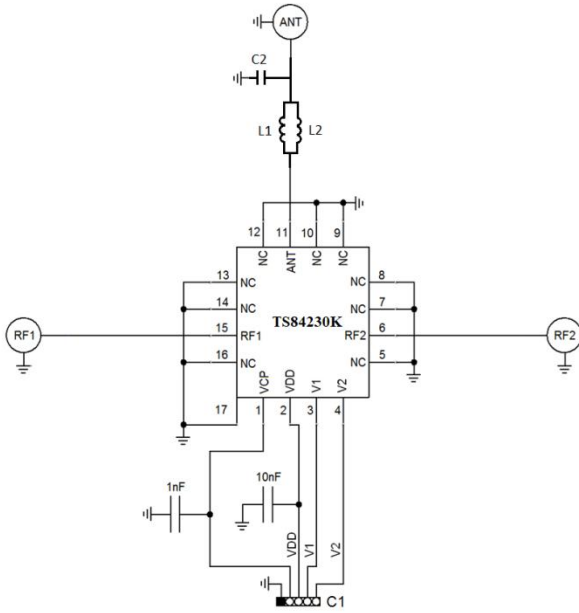 ANT
C2
L1 L2
12 11 10 9
NC ANT NC NC
13 NC NC 8
14 NC NC 7
TS84230K
RF1 15 RF1 RF2 6 RF2
16 NC NC 5
VCP VDD V1 V2
17 1 2 3 4
1nF 10nF
VDD V1 V2
C1